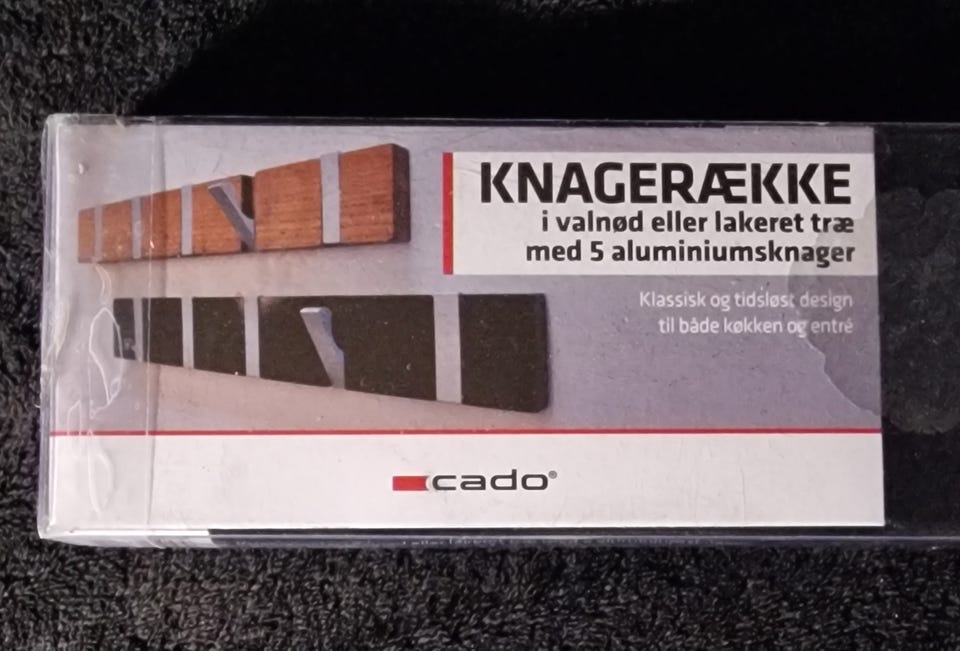 KNAGERÆKKE
i valnød eller lakeret træ
med 5 aluminiumsknager
Klassisk og tidsløst design
til både køkken og entré
cado®